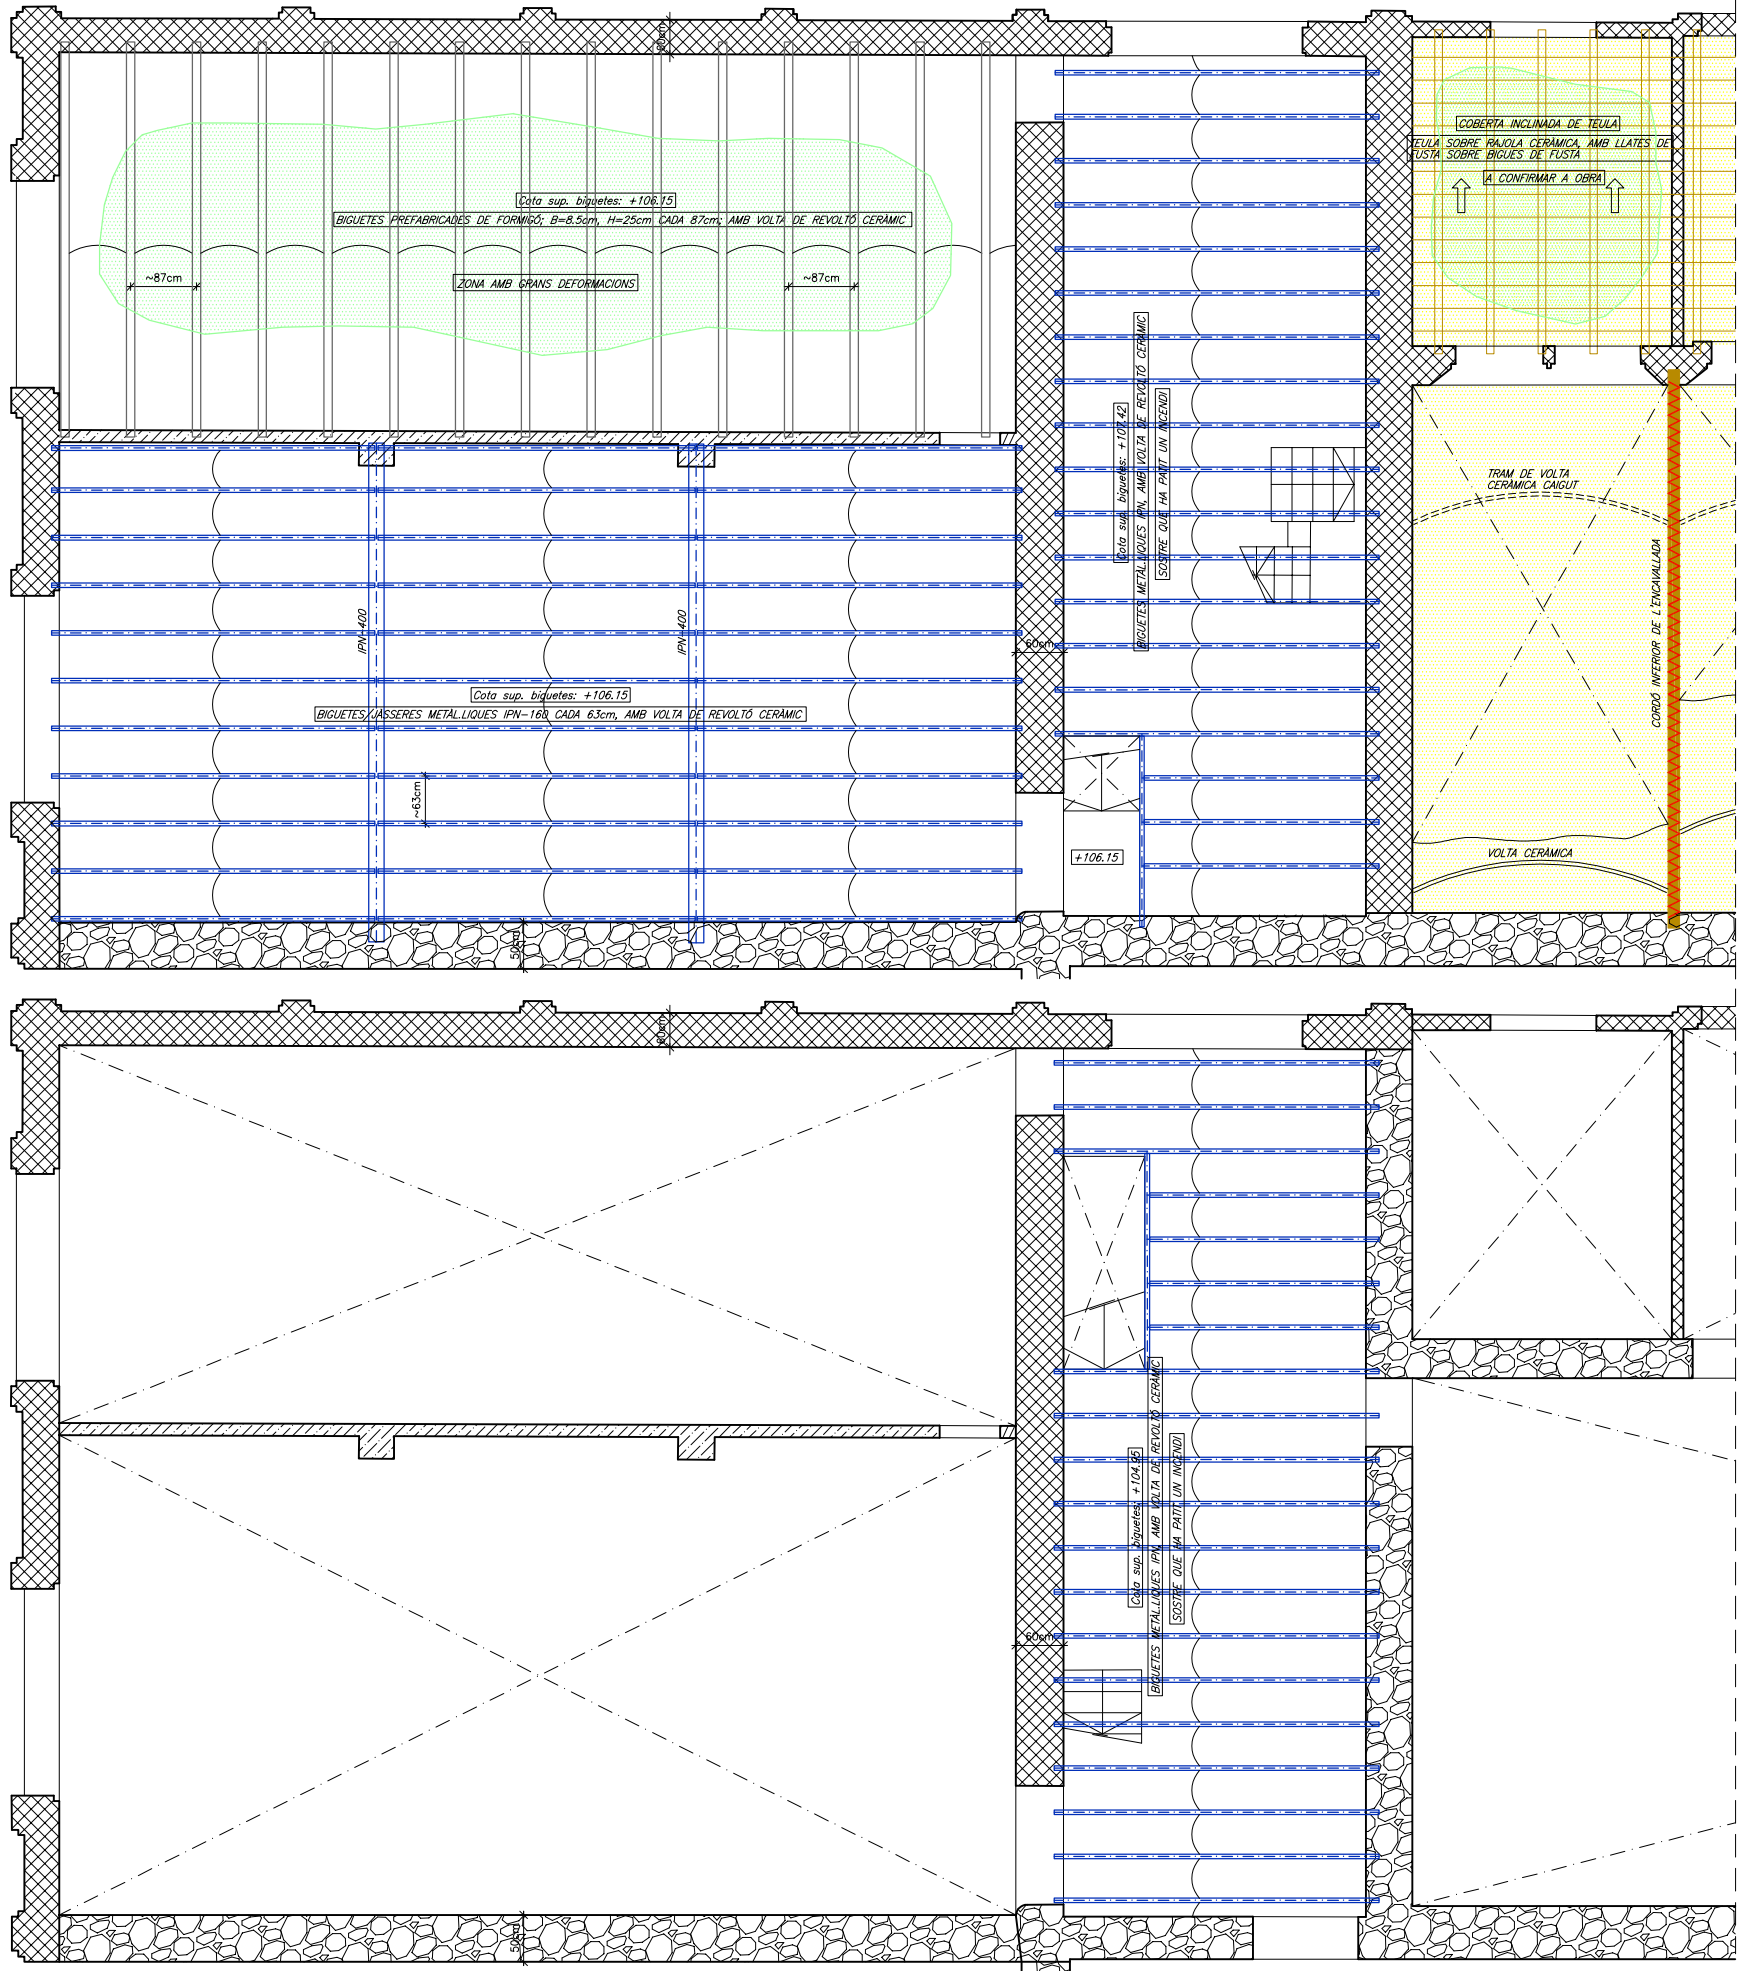 60cm
COBERTA INCLINADA DE TEULA
TEULA SOBRE RAJOLA CERÀMICA, AMB LLATES DE
FUSTA SOBRE BIGUES DE FUSTA
A CONFIRMAR A OBRA
Cota sup. biguetes: +106.15
BIGUETES PREFABRICADES DE FORMIGÓ; B=8.5cm, H=25cm CADA 87cm; AMB VOLTA DE REVOLTÓ CERÀMIC
~87cm
ZONA AMB GRANS DEFORMACIONS
~87cm
Cota sup. biguetes: +107.42
BIGUETES METÀL.LIQUES IPN, AMB VOLTA DE REVOLTÓ CERÀMIC
SOSTRE QUE HA PATIT UN INCENDI
TRAM DE VOLTA
CERÀMICA CAIGUT
CORDÓ INFERIOR DE L'ENCAVALLADA
IPN-400
IPN-400
60cm
Cota sup. biguetes: +106.15
BIGUETES/JÀSSERES METÀL.LIQUES IPN-160 CADA 63cm, AMB VOLTA DE REVOLTÓ CERÀMIC
~63cm
+106.15
VOLTA CERÀMICA
50cm
60cm
Cota sup. biguetes: +104.95
BIGUETES METÀL.LIQUES IPN, AMB VOLTA DE REVOLTÓ CERÀMIC
SOSTRE QUE HA PATIT UN INCENDI
60cm
50cm